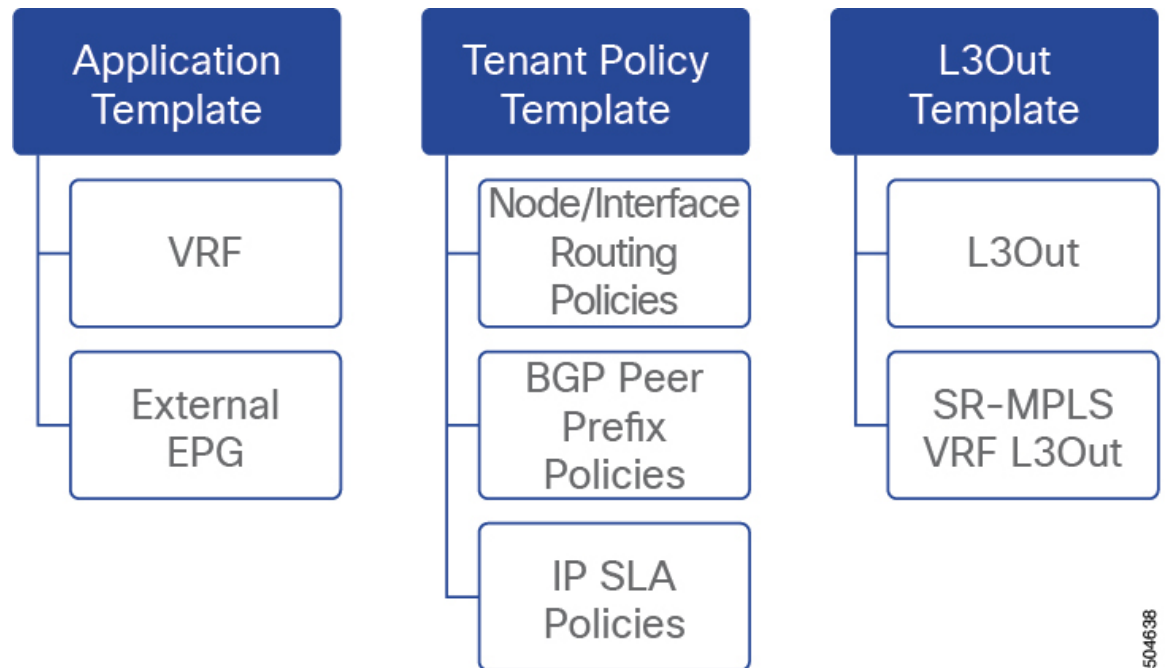 Application
Template
VRF
External
EPG
Tenant Policy
Template
Node/Interface
Routing
Policies
BGP Peer
Prefix
Policies
IP SLA
Policies
L3Out
Template
L3Out
SR-MPLS
VRF L3Out
504638